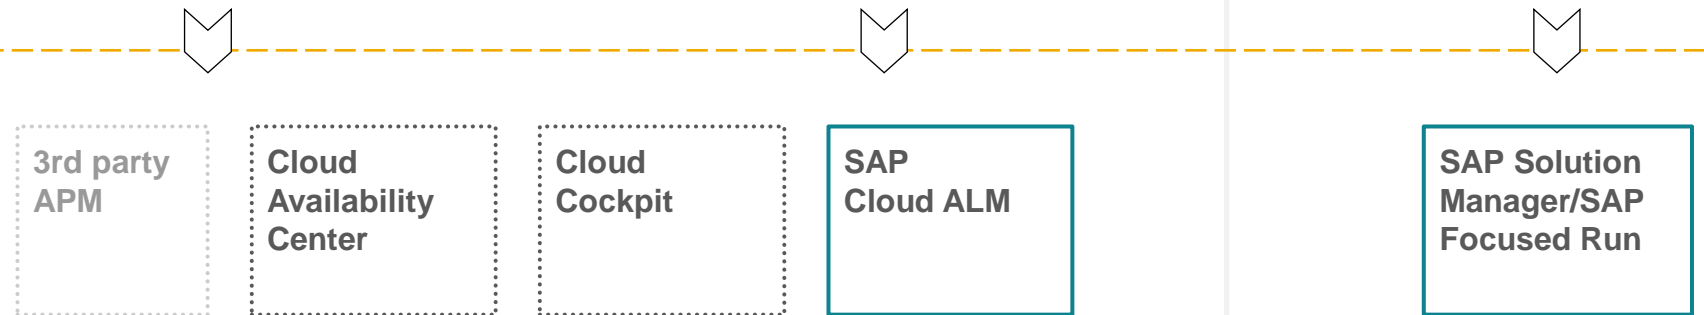 3rd party
APM
Cloud
Availability
Center
Cloud
Cockpit
SAP
Cloud ALM
SAP Solution
Manager/SAP
Focused Run